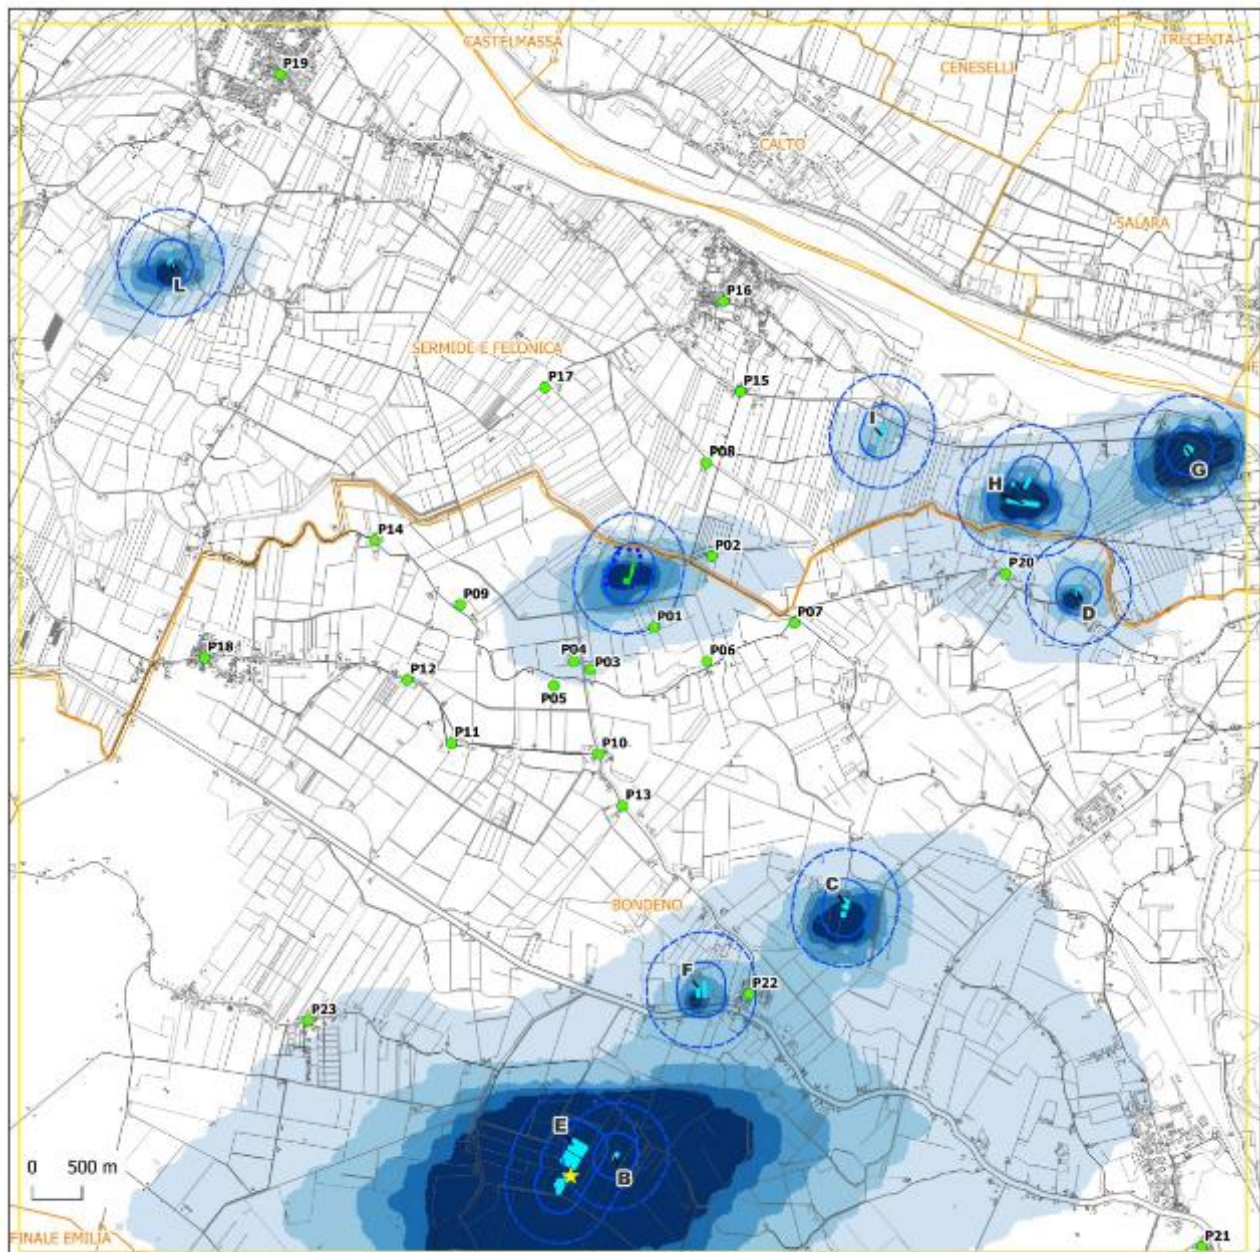 CASTELMASSA
TRECENTA
P19
CENESELLI
CALTO
SALARA
L
P16
SERMIDE E FELONICA
P17
P15
I
P08
H
G
P14
P02
P20
P09
P01
P07
D
P18
P04
P03
P06
P12
P05
P11
P10
P13
C
BONDENO
F
P22
P23
E
B
0 500 m
FINALE EMILIA
P21